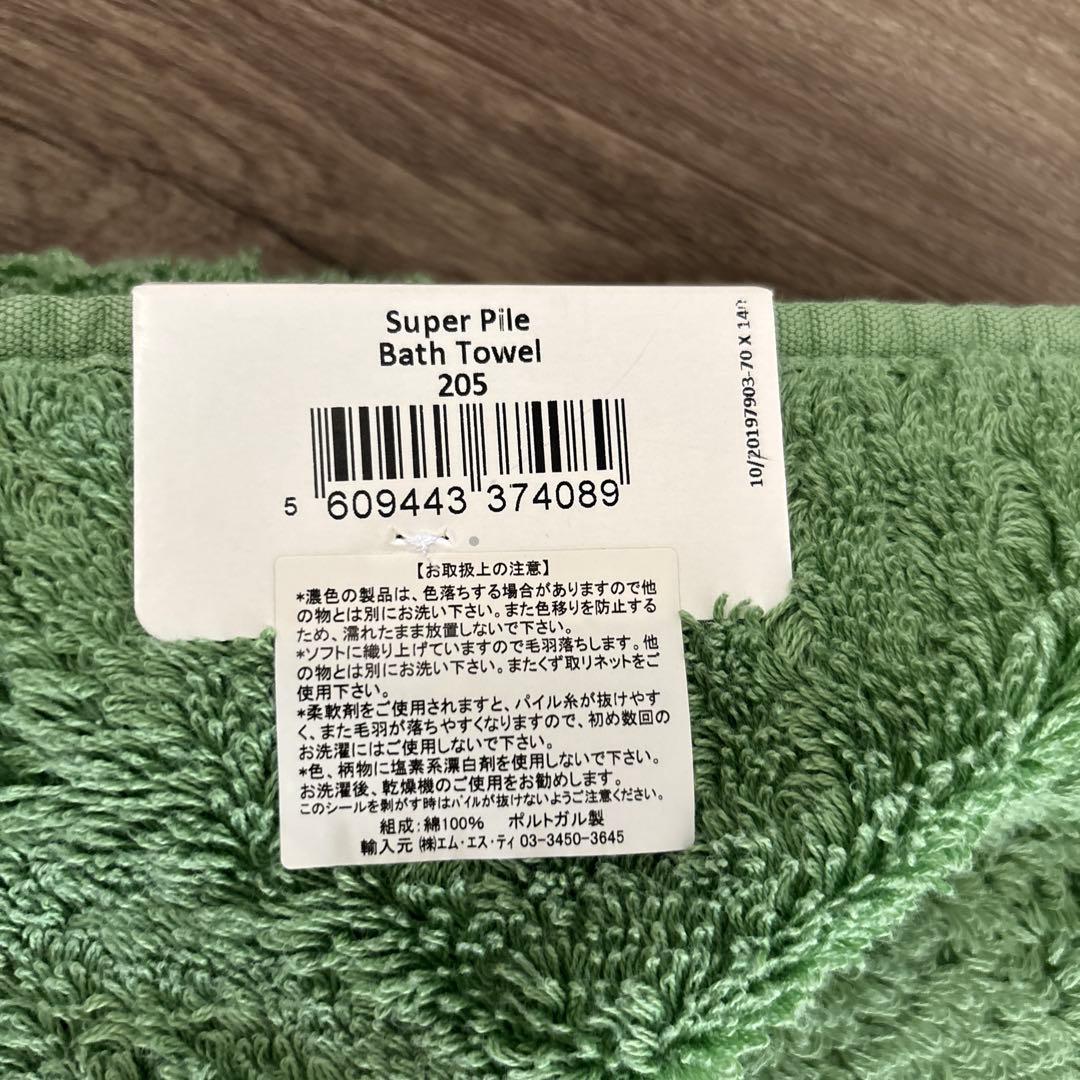 Super Pile
Bath Towel
205
5 609443 374089
10/20197903-70 X 14
【お取扱上の注意】
*濃色の製品は、色落ちする場合がありますので他
の物とは別にお洗い下さい。また色移りを防止する
ため、濡れたまま放置しないで下さい。
*ソフトに織り上げていますので毛羽落ちします。他
の物とは別にお洗い下さい。またくず取リネットをご
使用下さい。
*柔軟剤をご使用されますと、パイル糸が抜けやす
く、また毛羽が落ちやすくなりますので、初め数回の
お洗濯にはご使用しないで下さい。
*色、柄物に塩素系漂白剤を使用しないで下さい。
お洗濯後、乾燥機のご使用をお勧めします。
このシールを剥がす時はパイルが抜けないようご注意ください。
組成：綿100% ポルトガル製
輸入元 ㈱エム・エス・ティ 03-3450-3645